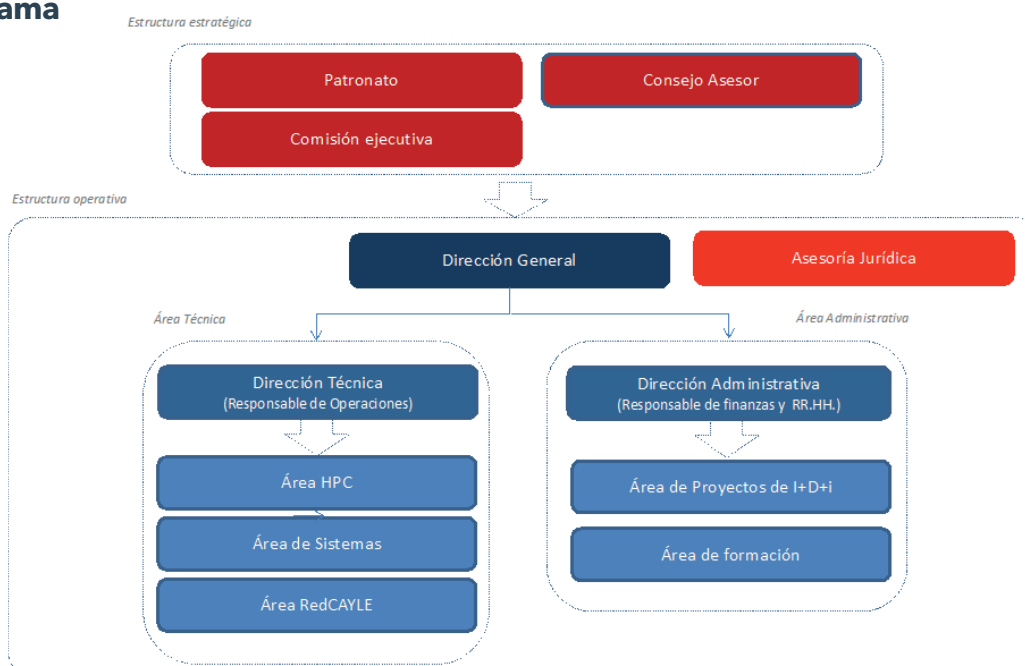 ama
Estructura estratégica
Patronato
Consejo Asesor
Comisión ejecutiva
Estructura operativa
Dirección General
Asesoría Jurídica
Área Técnica
Área Administrativa
Dirección Técnica
(Responsable de Operaciones)
Dirección Administrativa
(Responsable de finanzas y RR.HH.)
Área HPC
Área de Sistemas
Área RedCAYLE
Área de Proyectos de I+D+i
Área de formación